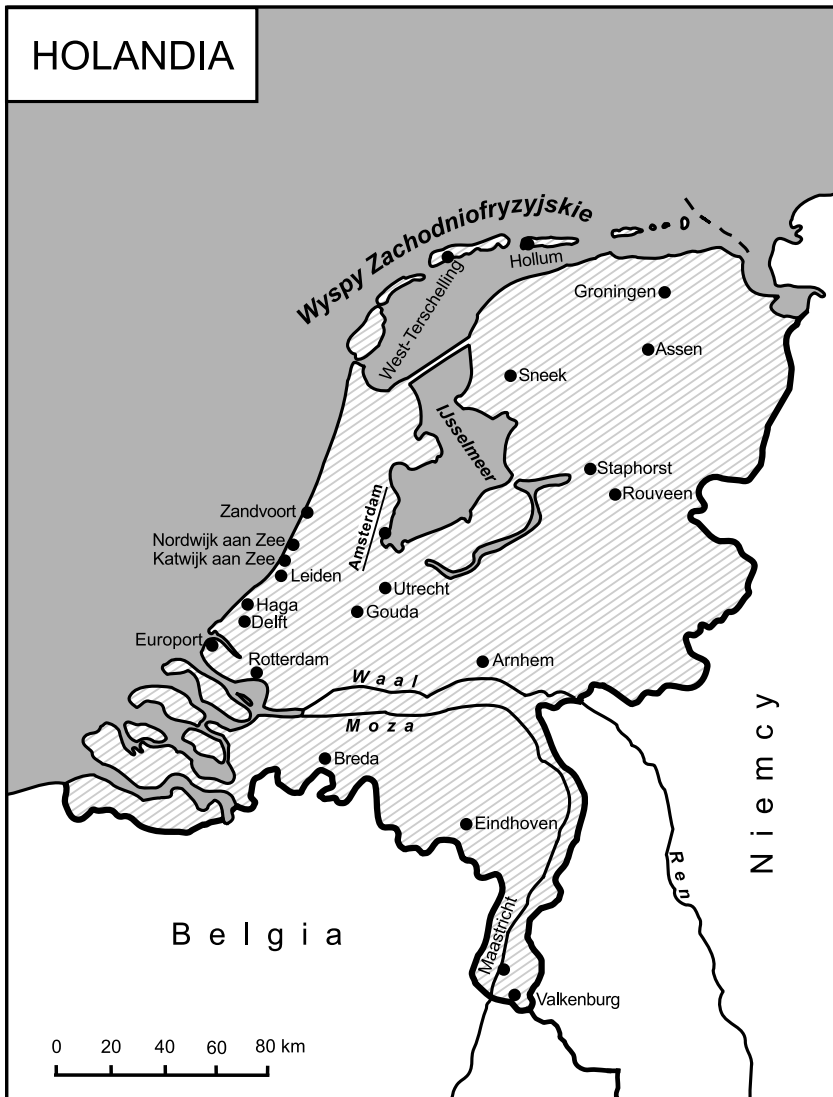 HOLANDIA
Wyspy Zachodniofryzyjskie
Hollum
West-Terschelling
Groningen
Assen
Sneek
IJsselmeer
Staphorst
Rouveen
Zandvoort
Amsterdam
Nordwijk aan Zee
Katwijk aan Zee
Leiden
Utrecht
Haga
Gouda
Delft
Europort
Rotterdam
Arnhem
Waal
Moza
Breda
Eindhoven
Niemcy
Ren
Belgia
Maastricht
Valkenburg
0 20 40 60 80 km